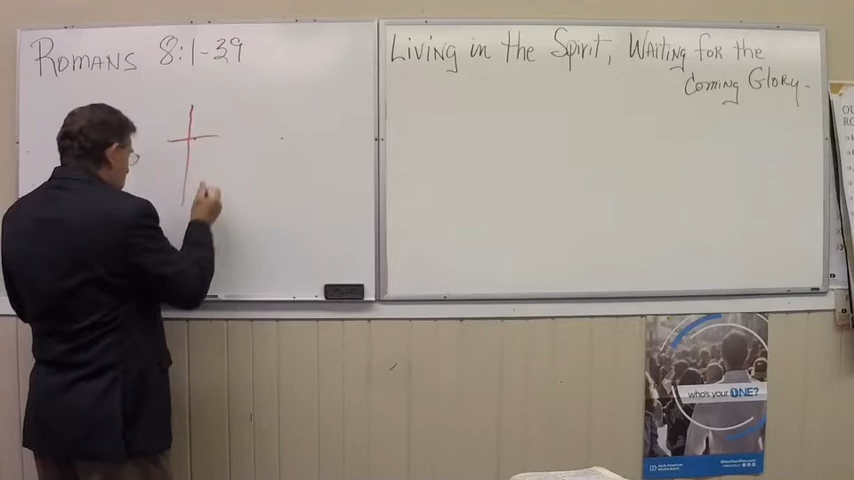 Romans 8:1-39
Living in the Spirit, Waiting for the
Coming Glory.
who's your ONE?